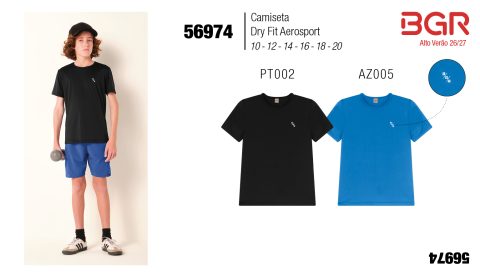 56974
Camiseta
Dry Fit Aerosport
10 - 12 - 14 - 16 - 18 - 20
BGR
Alto Verão 26/27
PT002
AZ005
56974